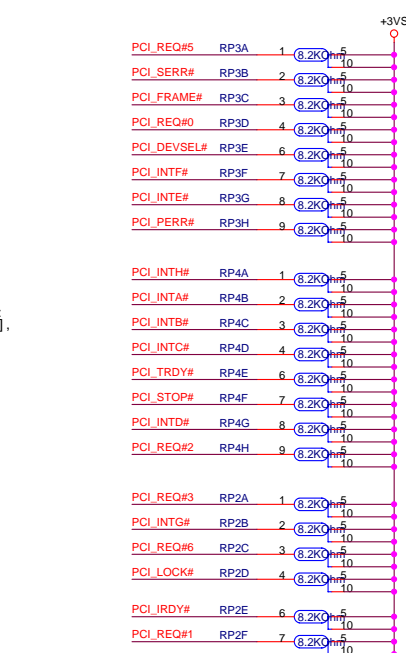 +3VS
PCI_REQ#5 RP3A 1 8.2KOhm 5
10
PCI_SERR# RP3B 2 8.2KOhm 5
10
PCI_FRAME# RP3C 3 8.2KOhm 5
10
PCI_REQ#0 RP3D 4 8.2KOhm 5
10
PCI_DEVSEL# RP3E 6 8.2KOhm 5
10
PCI_INTF# RP3F 7 8.2KOhm 5
10
PCI_INTE# RP3G 8 8.2KOhm 5
10
PCI_PERR# RP3H 9 8.2KOhm 5
10
PCI_INTH# RP4A 1 8.2KOhm 5
10
PCI_INTA# RP4B 2 8.2KOhm 5
10
PCI_INTB# RP4C 3 8.2KOhm 5
10
PCI_INTC# RP4D 4 8.2KOhm 5
10
PCI_TRDY# RP4E 6 8.2KOhm 5
10
PCI_STOP# RP4F 7 8.2KOhm 5
10
PCI_INTD# RP4G 8 8.2KOhm 5
10
PCI_REQ#2 RP4H 9 8.2KOhm 5
10
PCI_REQ#3 RP2A 1 8.2KOhm 5
10
PCI_INTG# RP2B 2 8.2KOhm 5
10
PCI_REQ#6 RP2C 3 8.2KOhm 5
10
PCI_LOCK# RP2D 4 8.2KOhm 5
10
PCI_IRDY# RP2E 6 8.2KOhm 5
10
PCI_REQ#1 RP2F 7 8.2KOhm 5
10